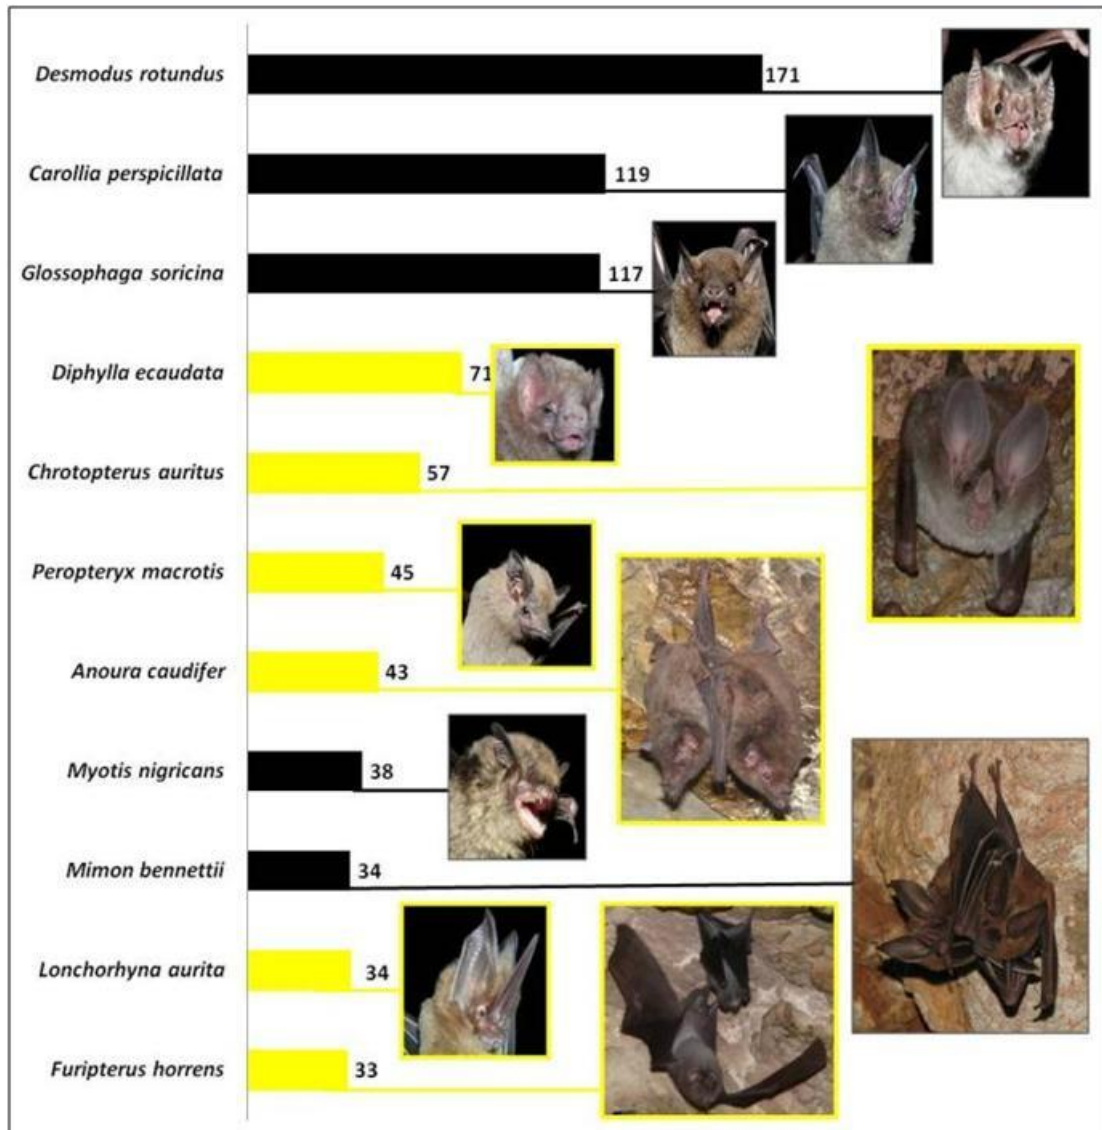 Desmodus rotundus 171
Carollia perspicillata 119
Glossophaga soricina 117
Diphylla ecaudata 71
Chrotopterus auritus 57
Peropteryx macrotis 45
Anoura caudifer 43
Myotis nigricans 38
Mimon bennettii 34
Lonchorhyna aurita 34
Furipterus horrens 33